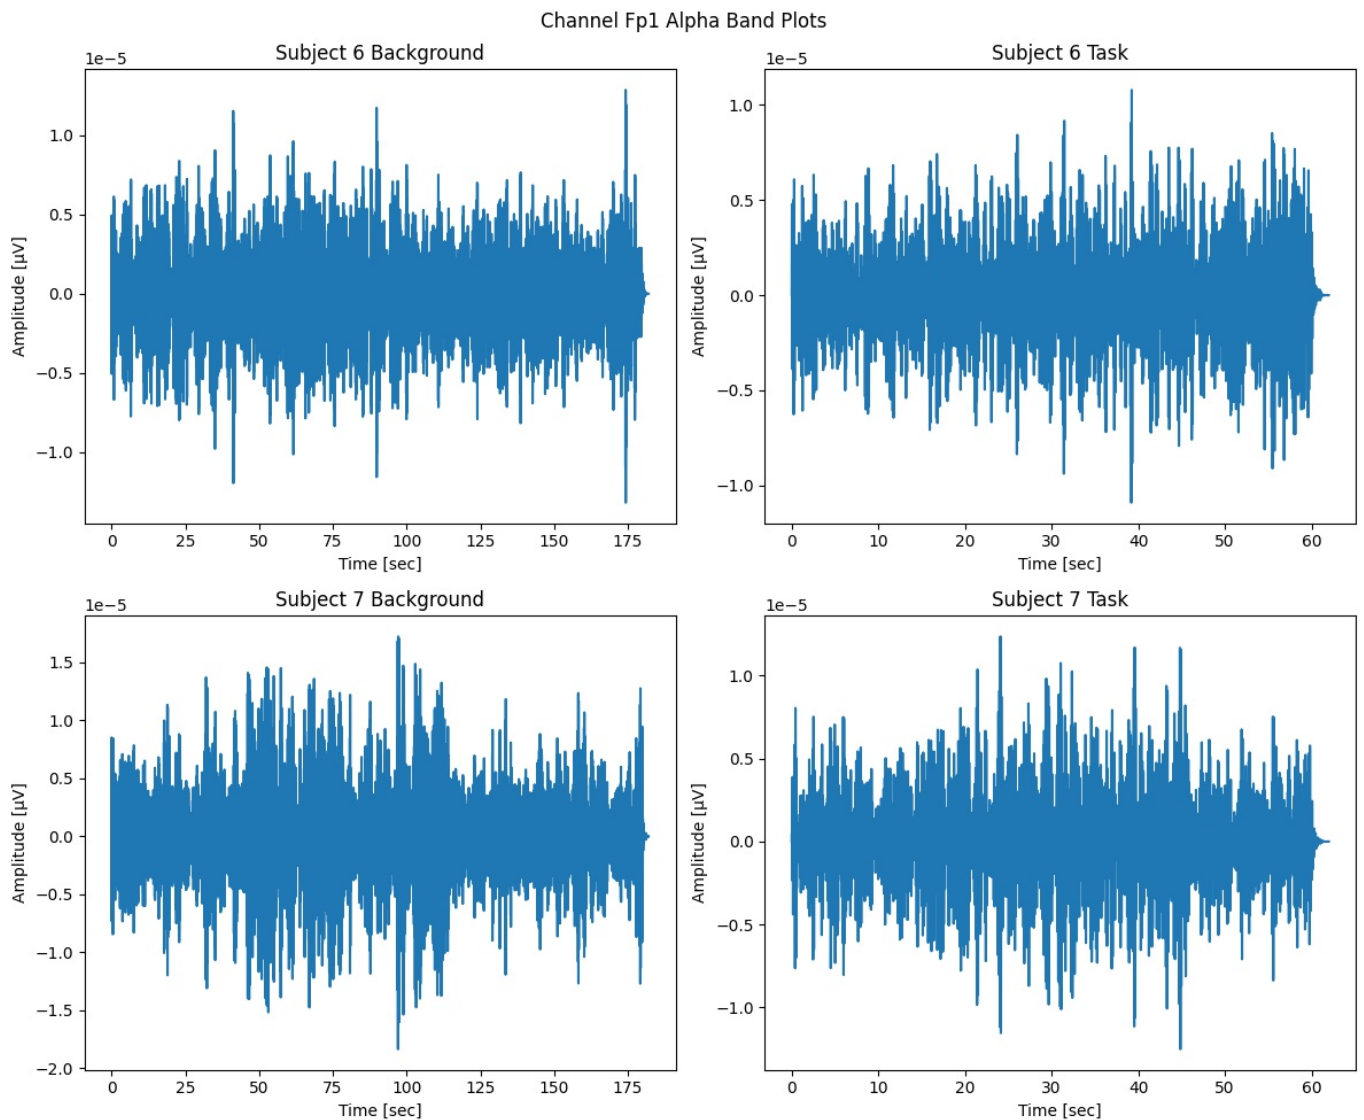 Channel Fp1 Alpha Band Plots
Subject 6 Background
1e−5
1.0
0.5
0.0
−0.5
−1.0
Amplitude [µV]
0 25 50 75 100 125 150 175
Time [sec]
Subject 6 Task
1e−5
1.0
0.5
0.0
−0.5
−1.0
Amplitude [µV]
0 10 20 30 40 50 60
Time [sec]
Subject 7 Background
1e−5
1.5
1.0
0.5
0.0
−0.5
−1.0
−1.5
−2.0
Amplitude [µV]
0 25 50 75 100 125 150 175
Time [sec]
Subject 7 Task
1e−5
1.0
0.5
0.0
−0.5
−1.0
Amplitude [µV]
0 10 20 30 40 50 60
Time [sec]